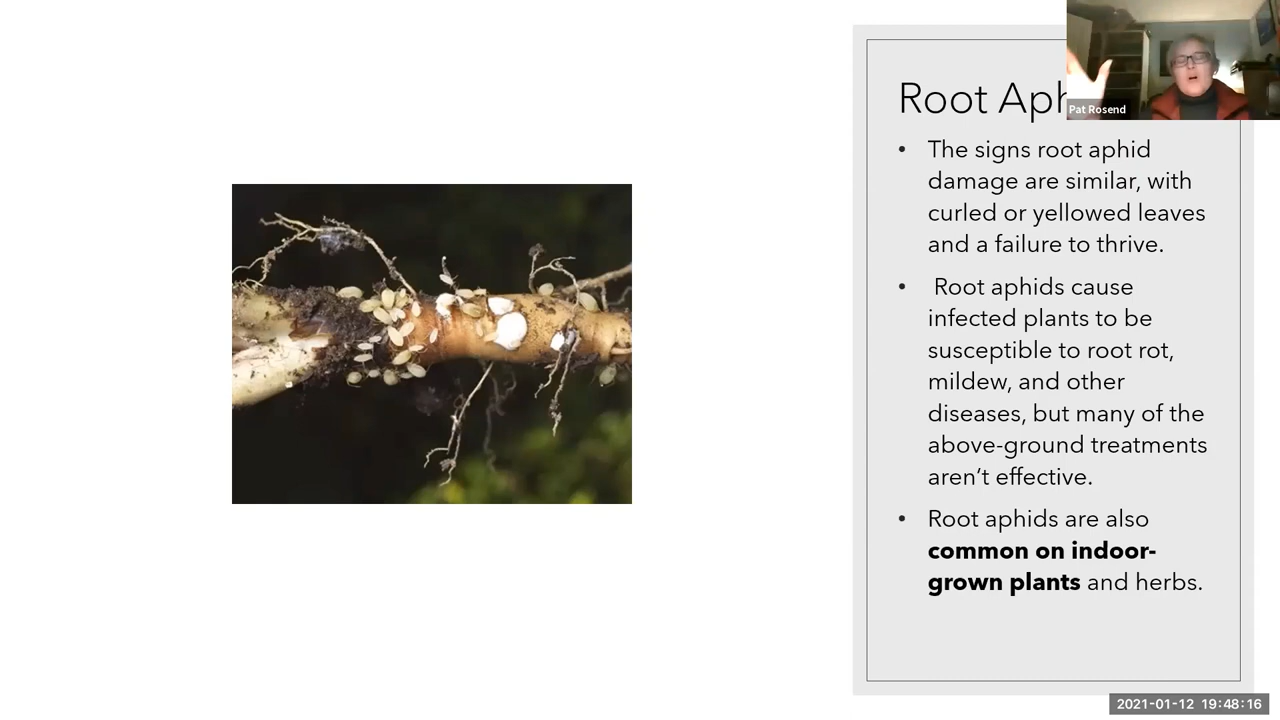 Root Aph
Pat Rosend
• The signs root aphid
damage are similar, with
curled or yellowed leaves
and a failure to thrive.
• Root aphids cause
infected plants to be
susceptible to root rot,
mildew, and other
diseases, but many of the
above-ground treatments
aren’t effective.
• Root aphids are also
common on indoor-
grown plants and herbs.
2021-01-12 19:48:16